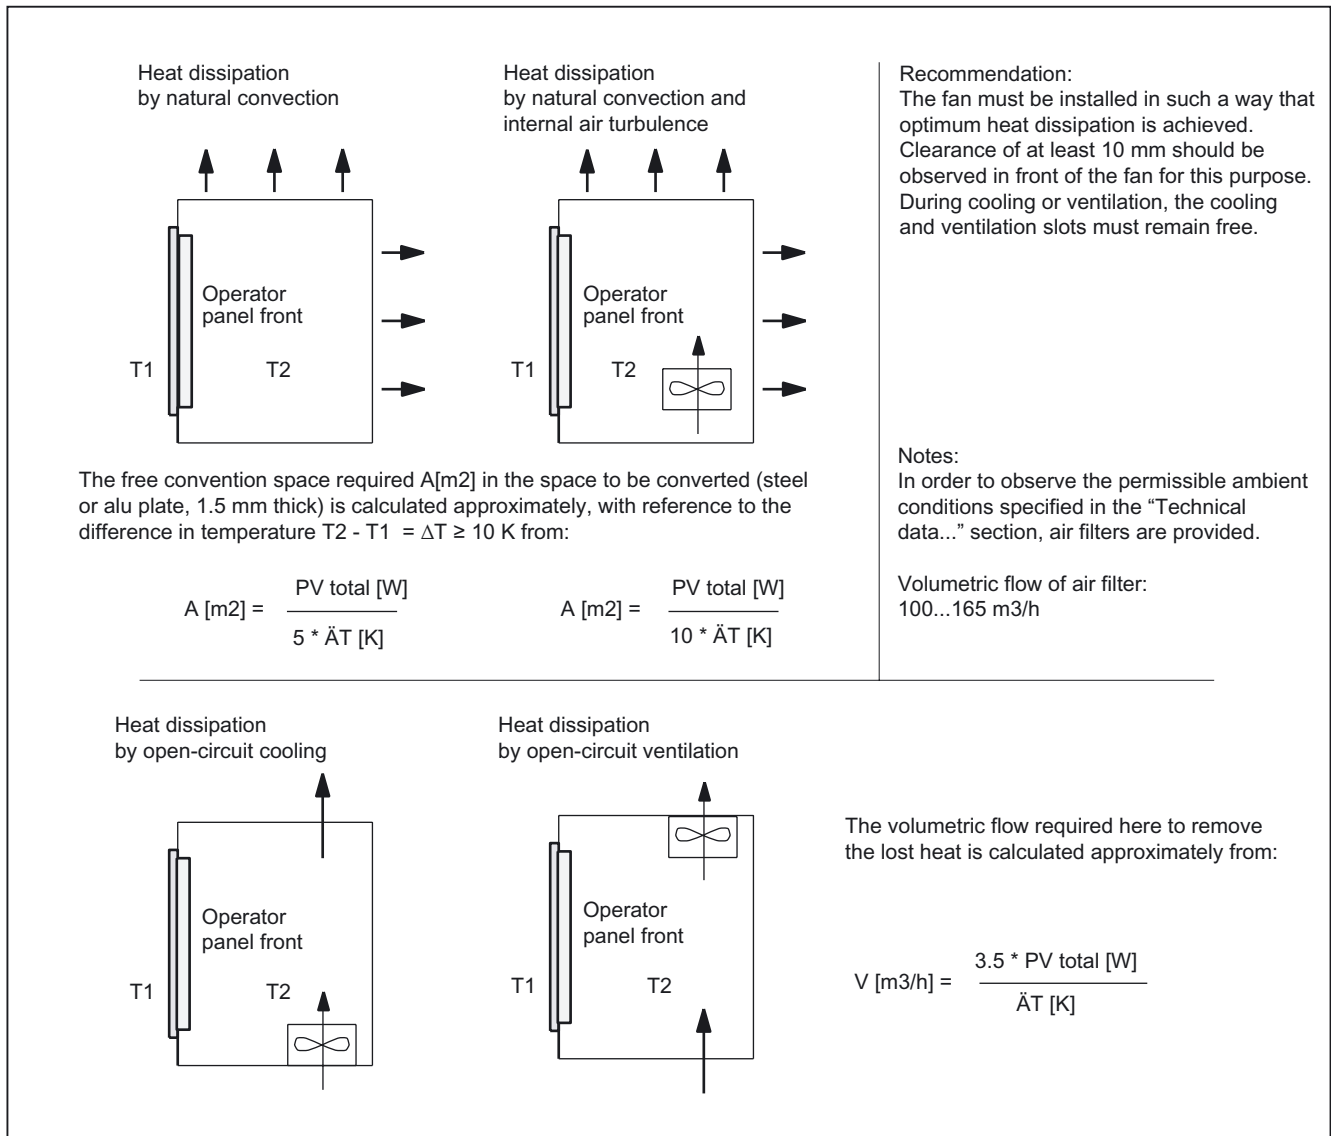 Heat dissipation
by natural convection
Heat dissipation
by natural convection and
internal air turbulence
Operator
panel front
T1
T2
Operator
panel front
T1
T2
Recommendation:
The fan must be installed in such a way that
optimum heat dissipation is achieved.
Clearance of at least 10 mm should be
observed in front of the fan for this purpose.
During cooling or ventilation, the cooling
and ventilation slots must remain free.
The free convention space required A[m2] in the space to be converted (steel
or alu plate, 1.5 mm thick) is calculated approximately, with reference to the
difference in temperature T2 - T1 = ΔT ≥ 10 K from:
A [m2] =
PV total [W]
5 * ÄT [K]
A [m2] =
PV total [W]
10 * ÄT [K]
Notes:
In order to observe the permissible ambient
conditions specified in the “Technical
data...” section, air filters are provided.
Volumetric flow of air filter:
100...165 m3/h
Heat dissipation
by open-circuit cooling
Operator
panel front
T1
T2
Heat dissipation
by open-circuit ventilation
Operator
panel front
T1
T2
The volumetric flow required here to remove
the lost heat is calculated approximately from:
V [m3/h] =
3.5 * PV total [W]
ÄT [K]